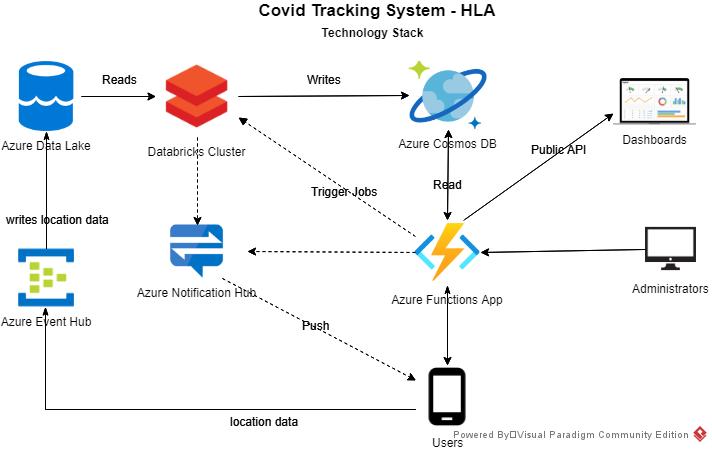 Covid Tracking System - HLA
Technology Stack
Reads
Writes
Azure Data Lake
Databricks Cluster
Azure Cosmos DB
Dashboards
Public API
Read
Trigger Jobs
writes location data
Azure Event Hub
Azure Notification Hub
Azure Functions App
Administrators
Push
location data
Users
Powered By Visual Paradigm Community Edition